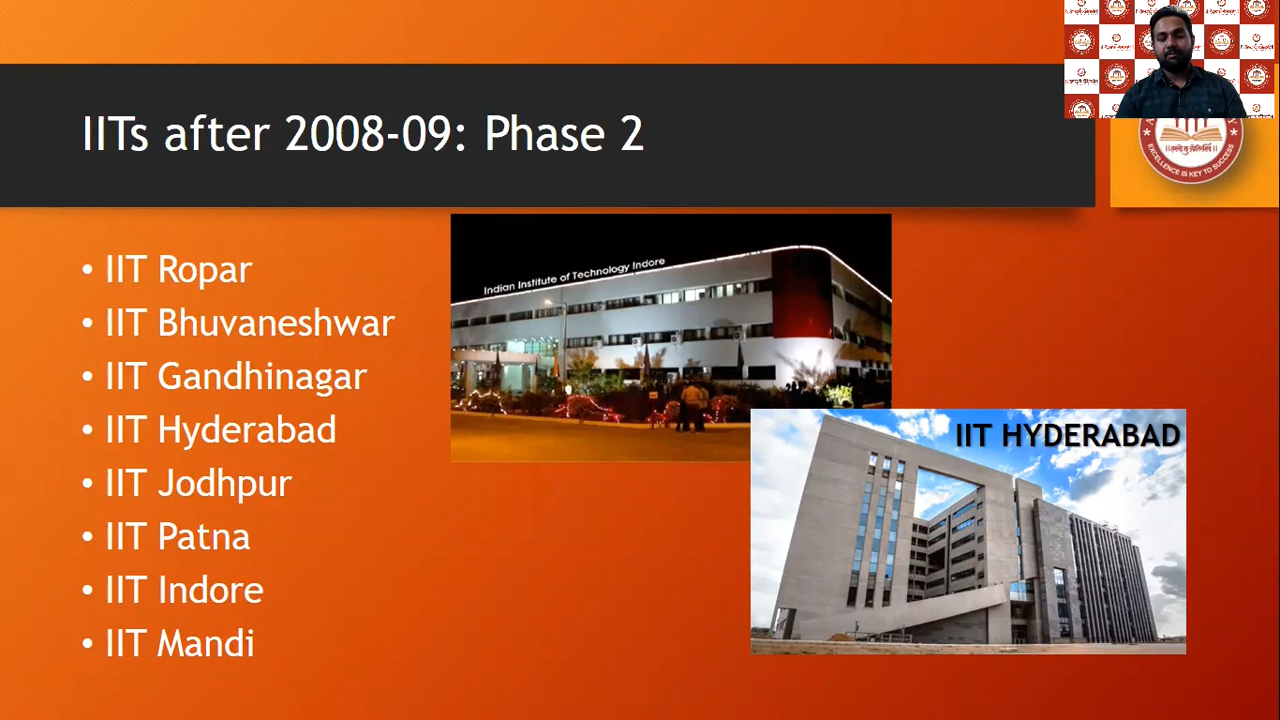 IITs after 2008-09: Phase 2
EXCELLENCE IS KEY TO SUCCESS
• IIT Ropar
• IIT Bhuvaneshwar
• IIT Gandhinagar
• IIT Hyderabad
• IIT Jodhpur
• IIT Patna
• IIT Indore
• IIT Mandi
Indian Institute of Technology Indore
IIT HYDERABAD